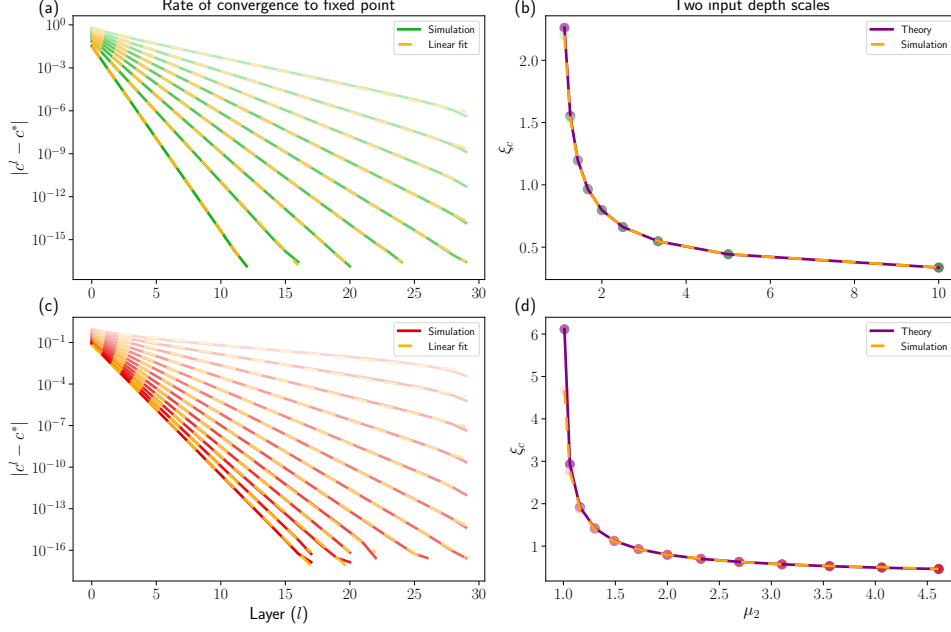 (a)
Rate of convergence to fixed point
Simulation
Linear fit
10^0
10^{-3}
10^{-6}
10^{-9}
10^{-12}
10^{-15}
|c^l − c^*|
0 5 10 15 20 25 30
(b)
Two input depth scales
Theory
Simulation
2.0
1.5
1.0
0.5
ξ_c
2 4 6 8 10
(c)
Simulation
Linear fit
10^{-1}
10^{-4}
10^{-7}
10^{-10}
10^{-13}
10^{-16}
|c^l − c^*|
0 5 10 15 20 25 30
Layer (l)
(d)
Theory
Simulation
6
5
4
3
2
1
ξ_c
1.0 1.5 2.0 2.5 3.0 3.5 4.0 4.5
μ_2